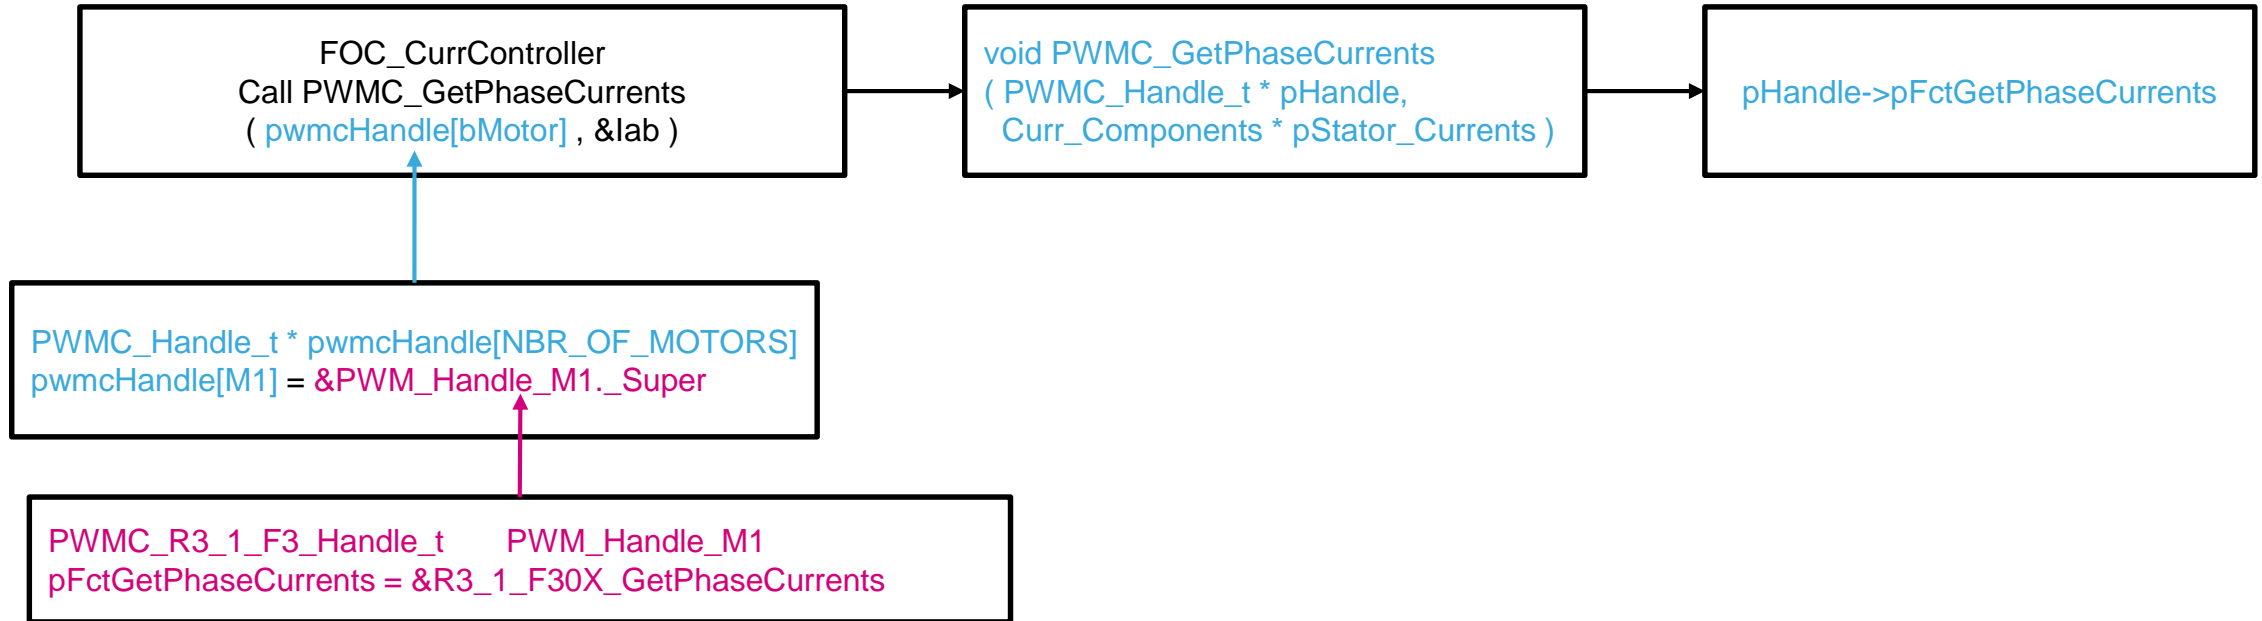 FOC_CurrController
Call PWMC_GetPhaseCurrents
( pwmcHandle[bMotor] , &Iab )
void PWMC_GetPhaseCurrents
( PWMC_Handle_t * pHandle,
Curr_Components * pStator_Currents )
pHandle->pFctGetPhaseCurrents
PWMC_Handle_t * pwmcHandle[NBR_OF_MOTORS]
pwmcHandle[M1] = &PWM_Handle_M1._Super
PWMC_R3_1_F3_Handle_t PWM_Handle_M1
pFctGetPhaseCurrents = &R3_1_F30X_GetPhaseCurrents